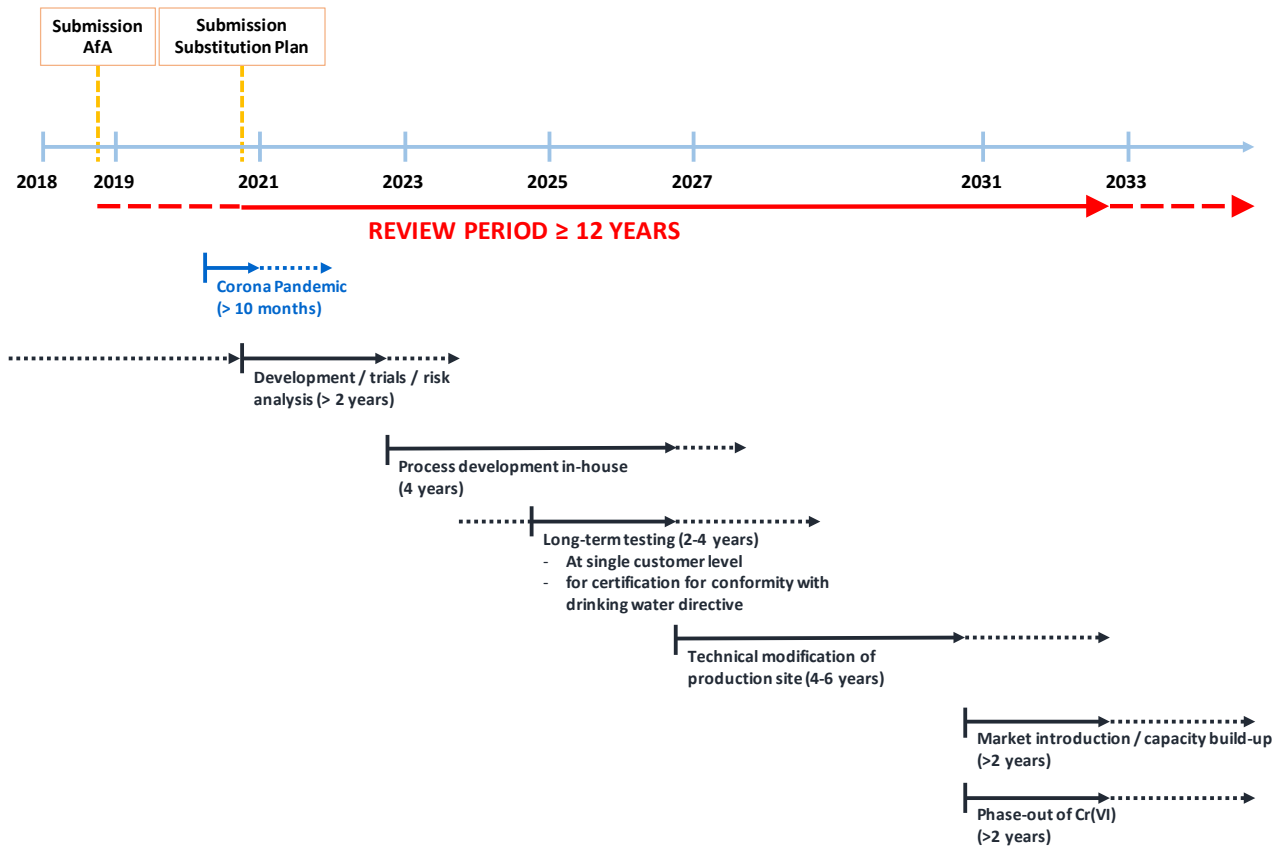 Submission
AfA
Submission
Substitution Plan
2018
2019
2021
2023
2025
2027
2031
2033
REVIEW PERIOD ≥ 12 YEARS
Corona Pandemic
(> 10 months)
Development / trials / risk
analysis (> 2 years)
Process development in-house
(4 years)
Long-term testing (2-4 years)
- At single customer level
- for certification for conformity with
drinking water directive
Technical modification of
production site (4-6 years)
Market introduction / capacity build-up
(>2 years)
Phase-out of Cr(VI)
(>2 years)